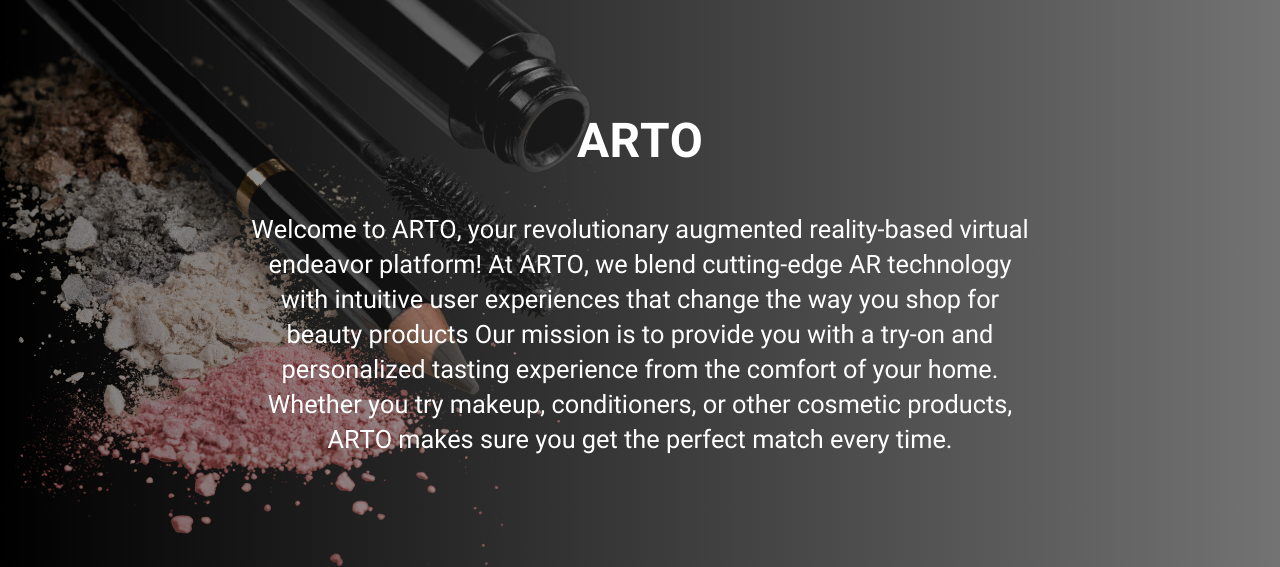 ARTO
Welcome to ARTO, your revolutionary augmented reality-based virtual
endeavor platform! At ARTO, we blend cutting-edge AR technology
with intuitive user experiences that change the way you shop for
beauty products Our mission is to provide you with a try-on and
personalized tasting experience from the comfort of your home.
Whether you try makeup, conditioners, or other cosmetic products,
ARTO makes sure you get the perfect match every time.